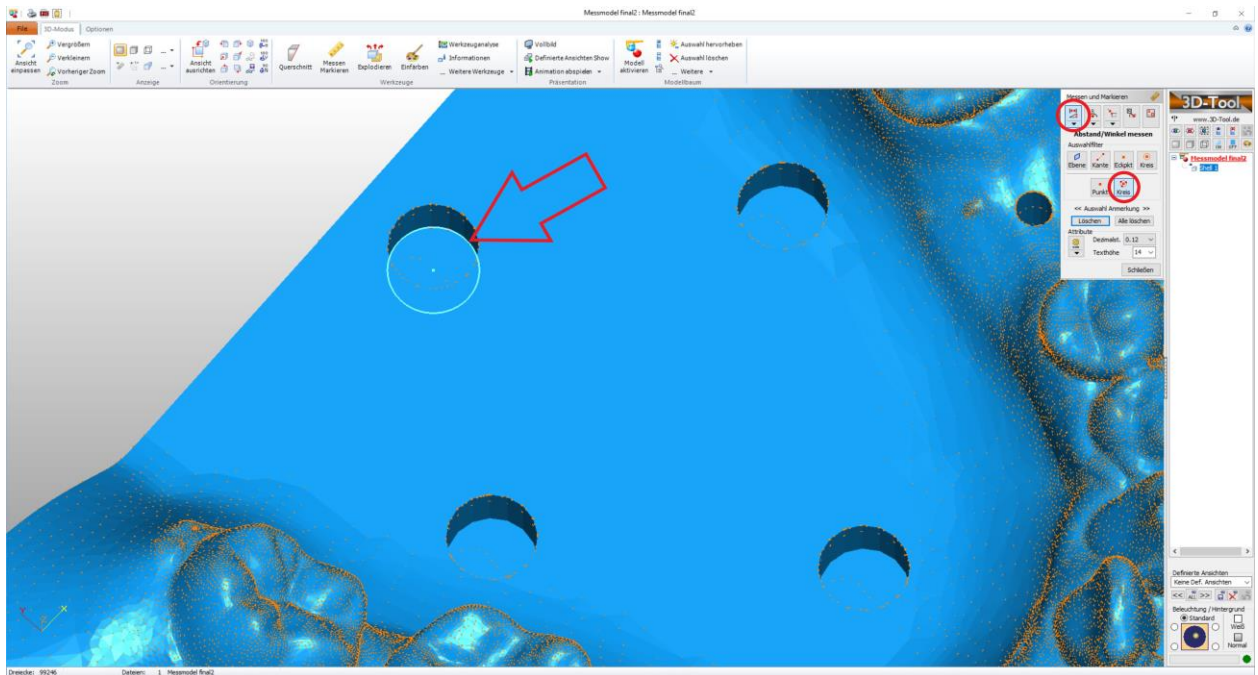 Messmodel final2 : Messmodel final2
File 3D-Modus Optionen
Ansicht einpassen
Vergrößern
Verkleinern
Vorheriger Zoom
Zoom
Anzeige
Ansicht ausrichten
Orientierung
Querschnitt
Messen Markieren
Explodieren
Einfärben
Werkzeuganalyse
Informationen
... Weitere Werkzeuge
Werkzeuge
Vollbild
Definierte Ansichten Show
Animation abspielen
Präsentation
Modell aktivieren
Auswahl hervorheben
Auswahl löschen
... Weitere
Modellbaum
Messen und Markieren
Abstand/Winkel messen
Auswahlfilter
Ebene Kante Eckpkt Kreis
Punkt Kreis
<< Auswahl Anmerkung >>
Löschen Alle löschen
Attribute
Dezimalst. 0.12
Texthöhe 14
Schließen
3D-Tool
www.3D-Tool.de
Messmodel final2
Shell 1
Definierte Ansichten
Keine Def. Ansichten
<< >>
Beleuchtung / Hintergrund
Standard
Weiß
Normal
Y X
Dreiecke: 99246 Dateien: 1 Messmodel final2